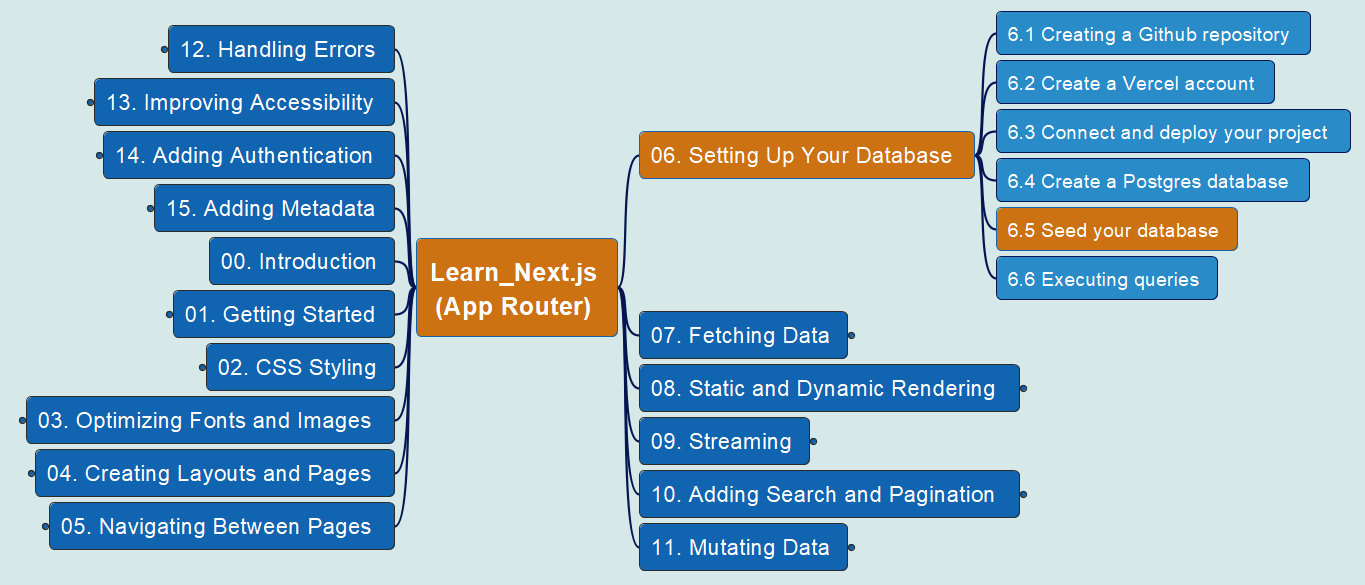 12. Handling Errors
13. Improving Accessibility
14. Adding Authentication
15. Adding Metadata
00. Introduction
01. Getting Started
02. CSS Styling
03. Optimizing Fonts and Images
04. Creating Layouts and Pages
05. Navigating Between Pages
Learn_Next.js
(App Router)
06. Setting Up Your Database
6.1 Creating a Github repository
6.2 Create a Vercel account
6.3 Connect and deploy your project
6.4 Create a Postgres database
6.5 Seed your database
6.6 Executing queries
07. Fetching Data
08. Static and Dynamic Rendering
09. Streaming
10. Adding Search and Pagination
11. Mutating Data